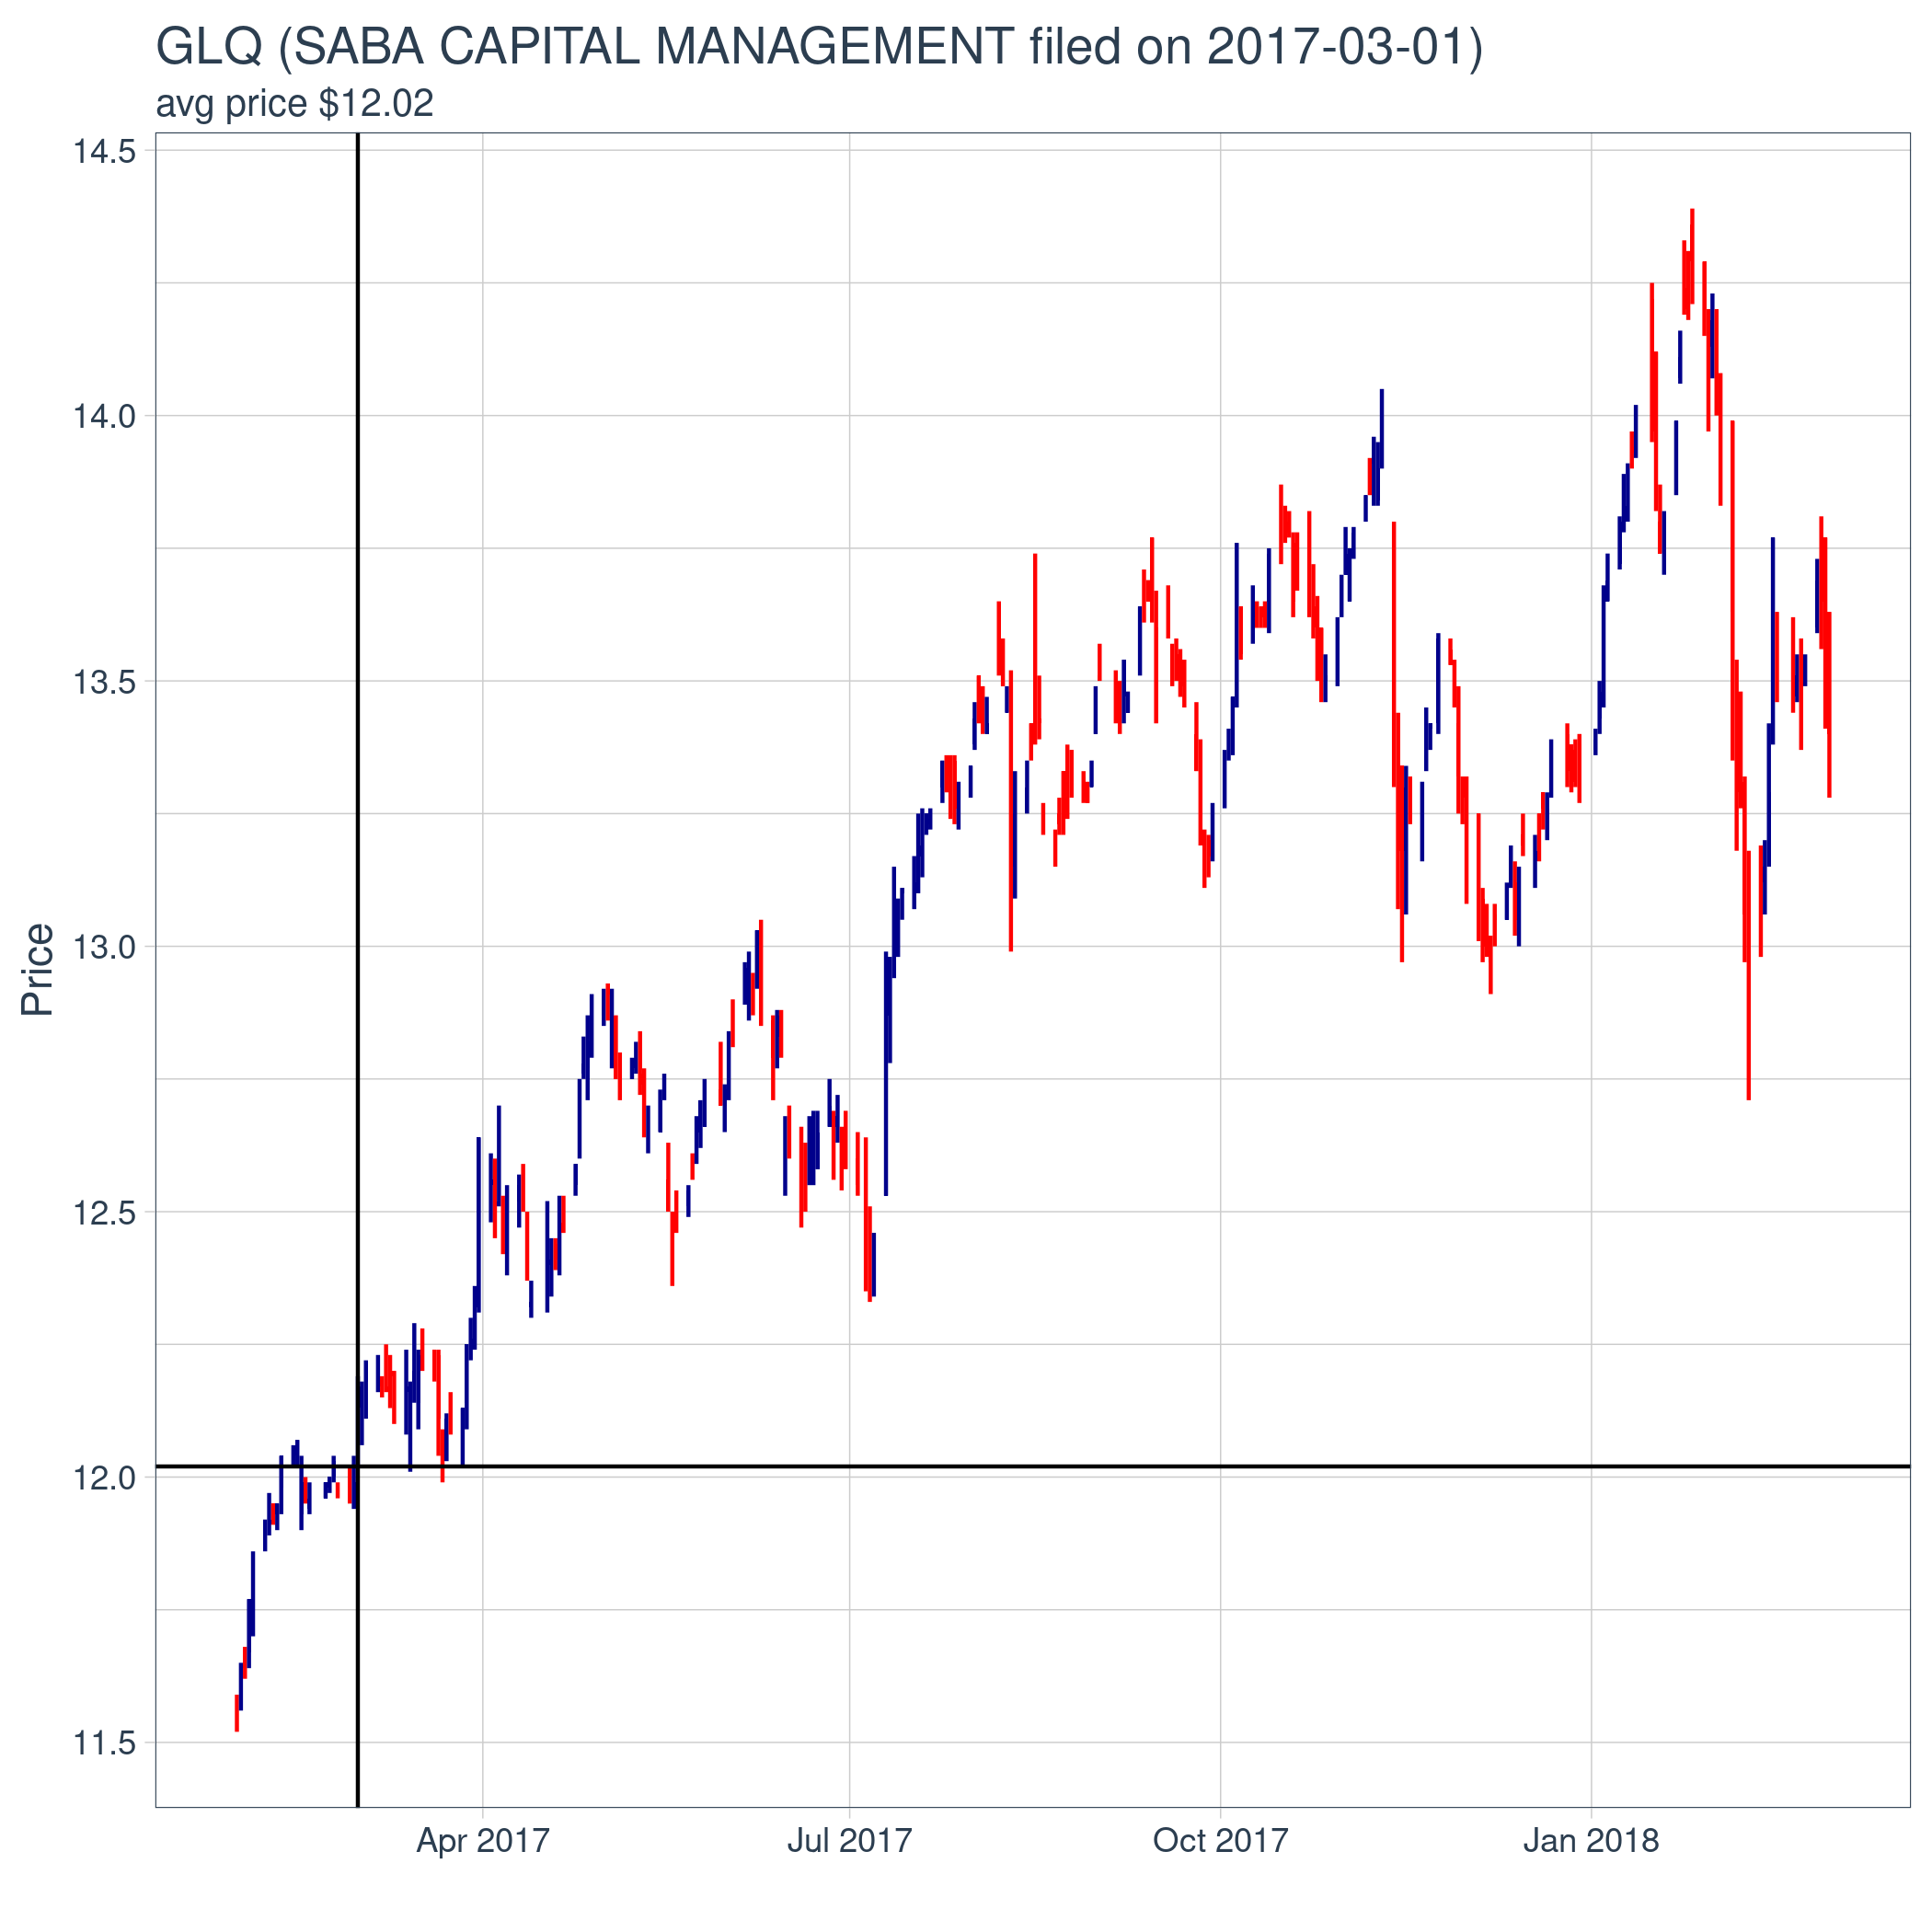 GLQ (SABA CAPITAL MANAGEMENT filed on 2017-03-01)
avg price $12.02
14.5
14.0
13.5
13.0
12.5
12.0
11.5
Price
Apr 2017
Jul 2017
Oct 2017
Jan 2018